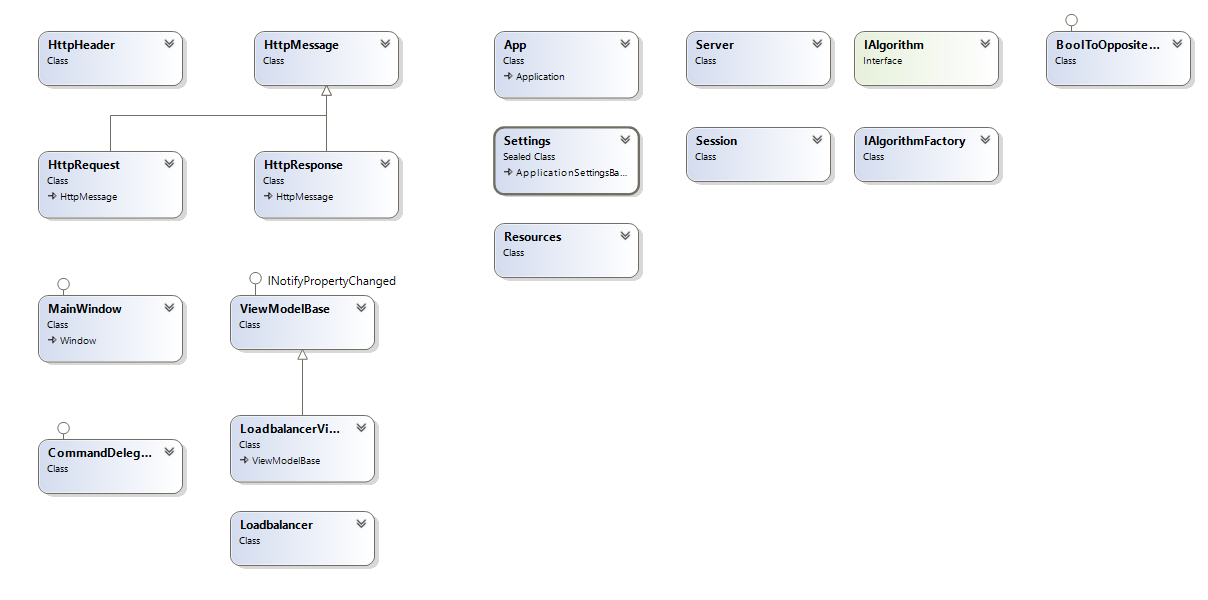 HttpHeader
Class
HttpMessage
Class
App
Class
Application
Server
Class
IAlgorithm
Interface
BoolToOpposite...
Class
HttpRequest
Class
HttpMessage
HttpResponse
Class
HttpMessage
Settings
Sealed Class
ApplicationSettingsBa...
Session
Class
IAlgorithmFactory
Class
Resources
Class
MainWindow
Class
Window
INotifyPropertyChanged
ViewModelBase
Class
CommandDeleg...
Class
LoadbalancerVi...
Class
ViewModelBase
Loadbalancer
Class